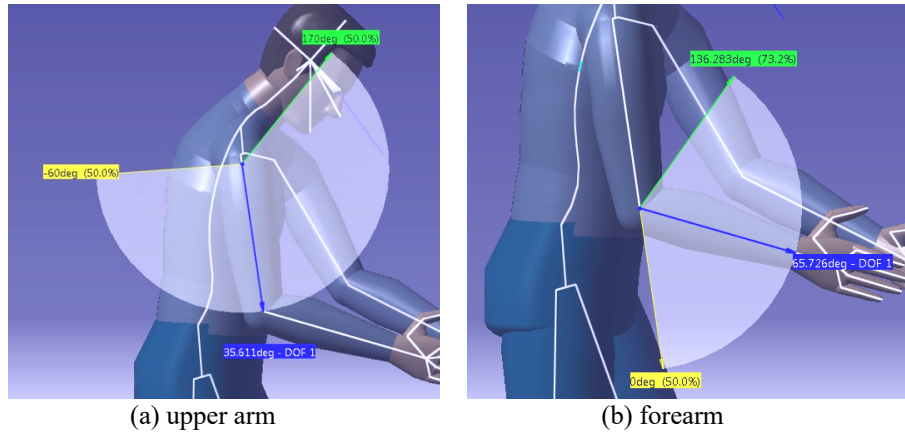 170deg (50.0%)
-60deg (50.0%)
35.611deg - DOF 1
(a) upper arm
136.283deg (73.2%)
65.726deg - DOF 1
0deg (50.0%)
(b) forearm